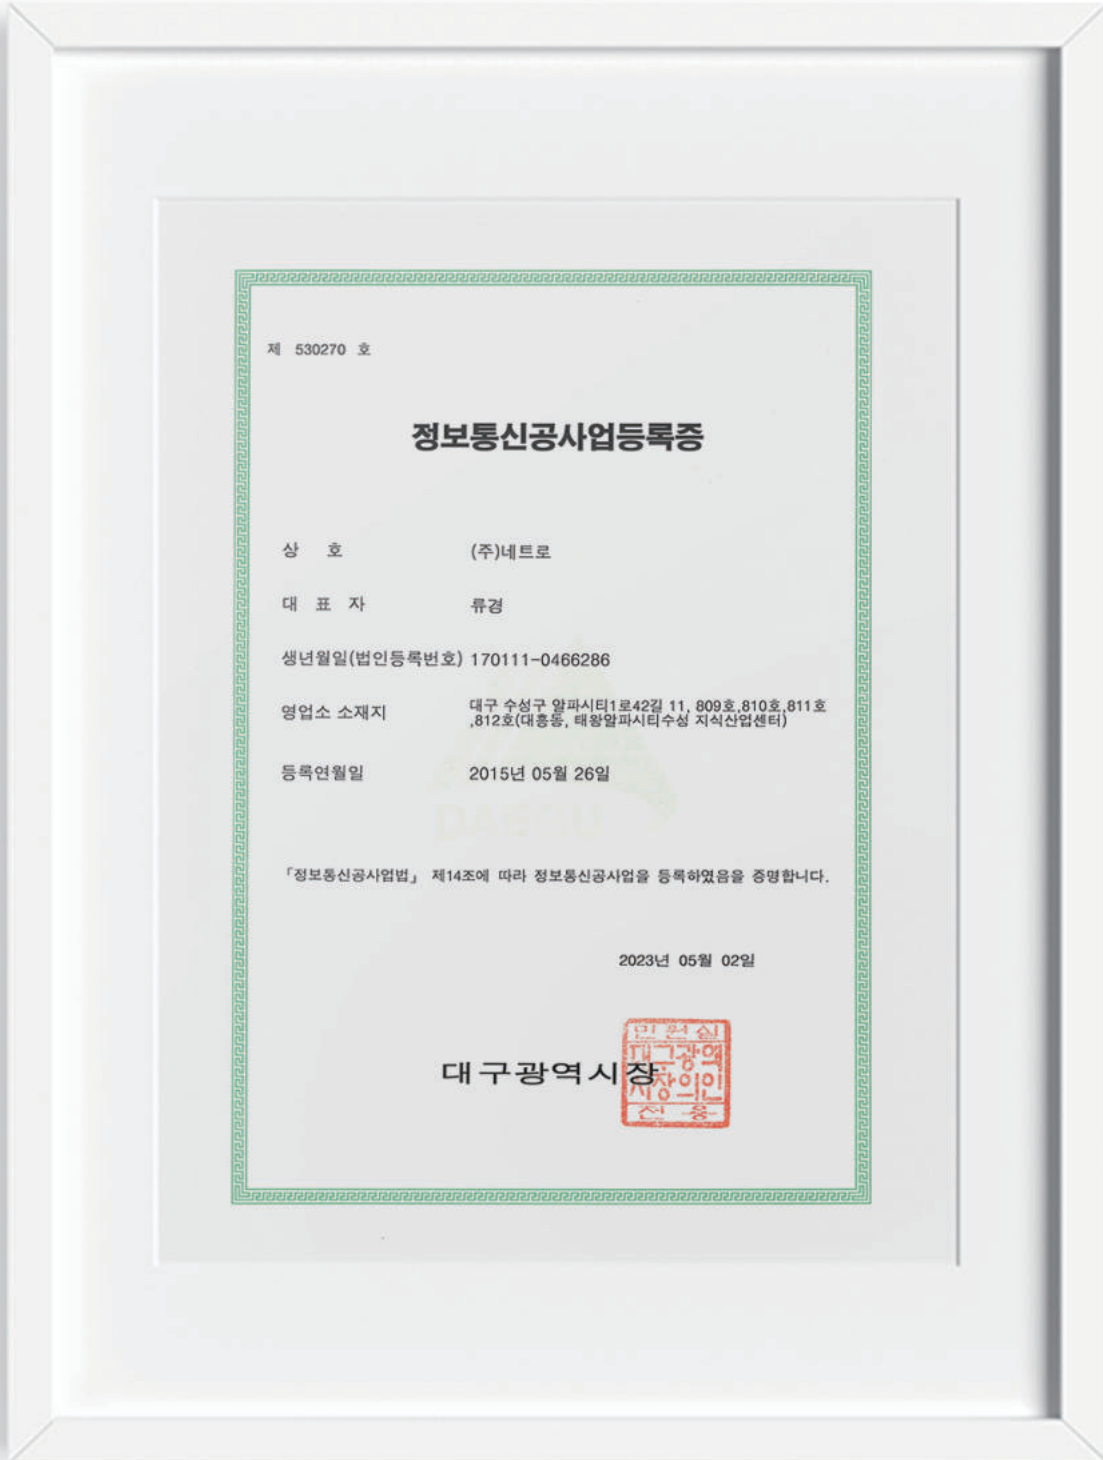 제 530270 호
정보통신공사업등록증
상 호 (주)네트로
대 표 자 류경
생년월일(법인등록번호) 170111-0466286
영업소 소재지 대구 수성구 알파시티1로42길 11, 809호,810호,811호
,812호(대흥동, 태왕알파시티수성 지식산업센터)
등록연월일 2015년 05월 26일
DAEGU
「정보통신공사업법」 제14조에 따라 정보통신공사업을 등록하였음을 증명합니다.
2023년 05월 02일
대구광역시장
민원실
대구광역
시장의인
전용